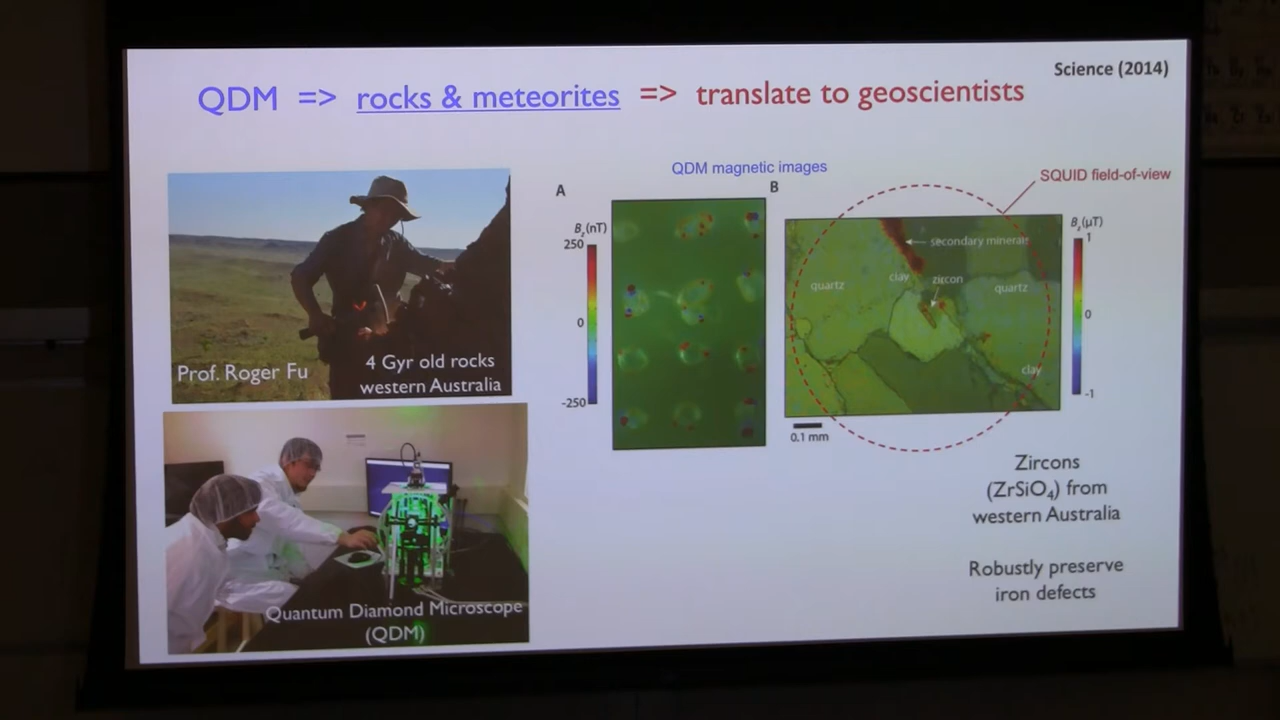 Science (2014)
QDM => rocks & meteorites => translate to geoscientists
QDM magnetic images
SQUID field-of-view
A
B
Bz(nT)
250
0
-250
Bz(μT)
1
0
-1
secondary minerals
clay
zircon
quartz
quartz
clay
0.1 mm
Prof. Roger Fu
4 Gyr old rocks
western Australia
Quantum Diamond Microscope
(QDM)
Zircons
(ZrSiO₄) from
western Australia
Robustly preserve
iron defects